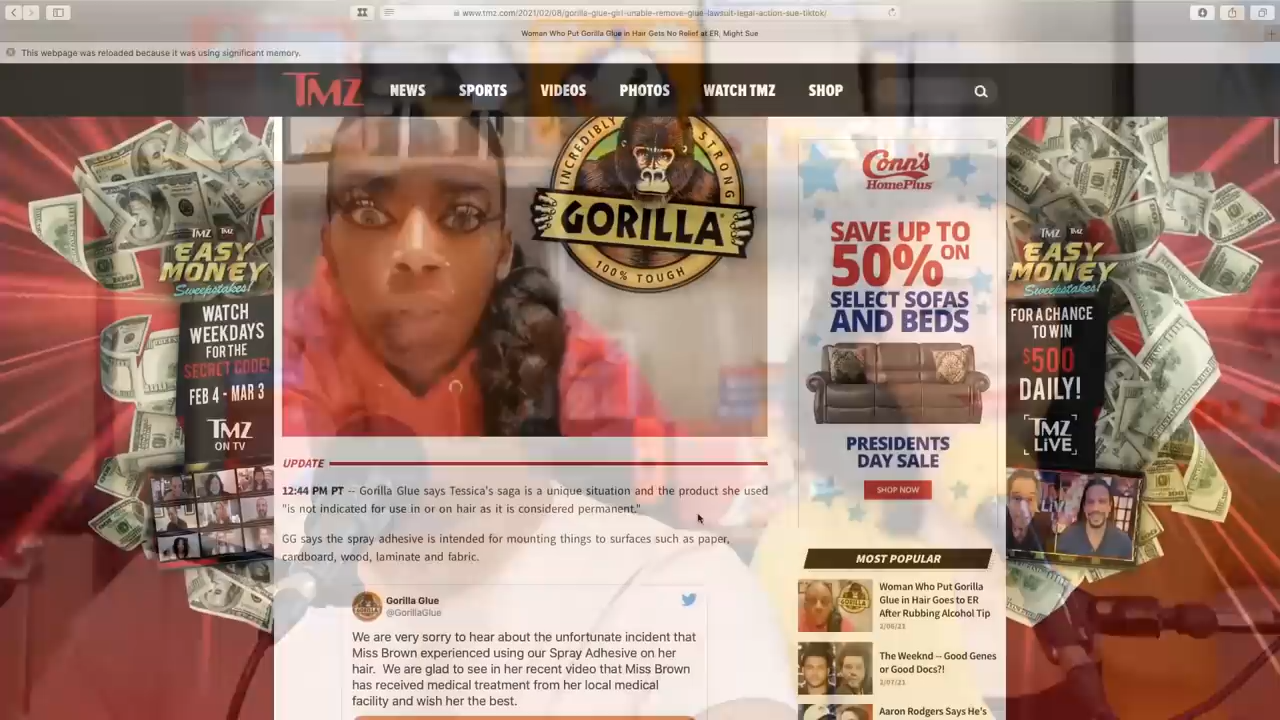 www.tmz.com/2021/02/08/gorilla-glue-girl-unable-remove-glue-lawsuit-legal-action-sue-tiktok/
Woman Who Put Gorilla Glue in Hair Gets No Relief at ER, Might Sue
This webpage was reloaded because it was using significant memory.
TMZ NEWS SPORTS VIDEOS PHOTOS WATCH TMZ SHOP
INCREDIBLY STRONG
GORILLA
100% TOUGH
UPDATE
12:44 PM PT -- Gorilla Glue says Tessica's saga is a unique situation and the product she used
"is not indicated for use in or on hair as it is considered permanent."
GG says the spray adhesive is intended for mounting things to surfaces such as paper,
cardboard, wood, laminate and fabric.
Gorilla Glue
@GorillaGlue
We are very sorry to hear about the unfortunate incident that
Miss Brown experienced using our Spray Adhesive on her
hair. We are glad to see in her recent video that Miss Brown
has received medical treatment from her local medical
facility and wish her the best.
Conn's
HomePlus
SAVE UP TO
50% ON
SELECT SOFAS
AND BEDS
PRESIDENTS
DAY SALE
SHOP NOW
MOST POPULAR
Woman Who Put Gorilla
Glue in Hair Goes to ER
After Rubbing Alcohol Tip
2/06/21
The Weeknd -- Good Genes
or Good Docs?!
2/07/21
Aaron Rodgers Says He's
TMZ TMZ
EASY
MONEY
Sweepstakes!
WATCH
WEEKDAYS
FOR THE
SECRET CODE!
FEB 4 - MAR 3
TMZ
ON TV
TMZ TMZ
EASY
MONEY
Sweepstakes!
FOR A CHANCE
TO WIN
$500
DAILY!
TMZ
LIVE